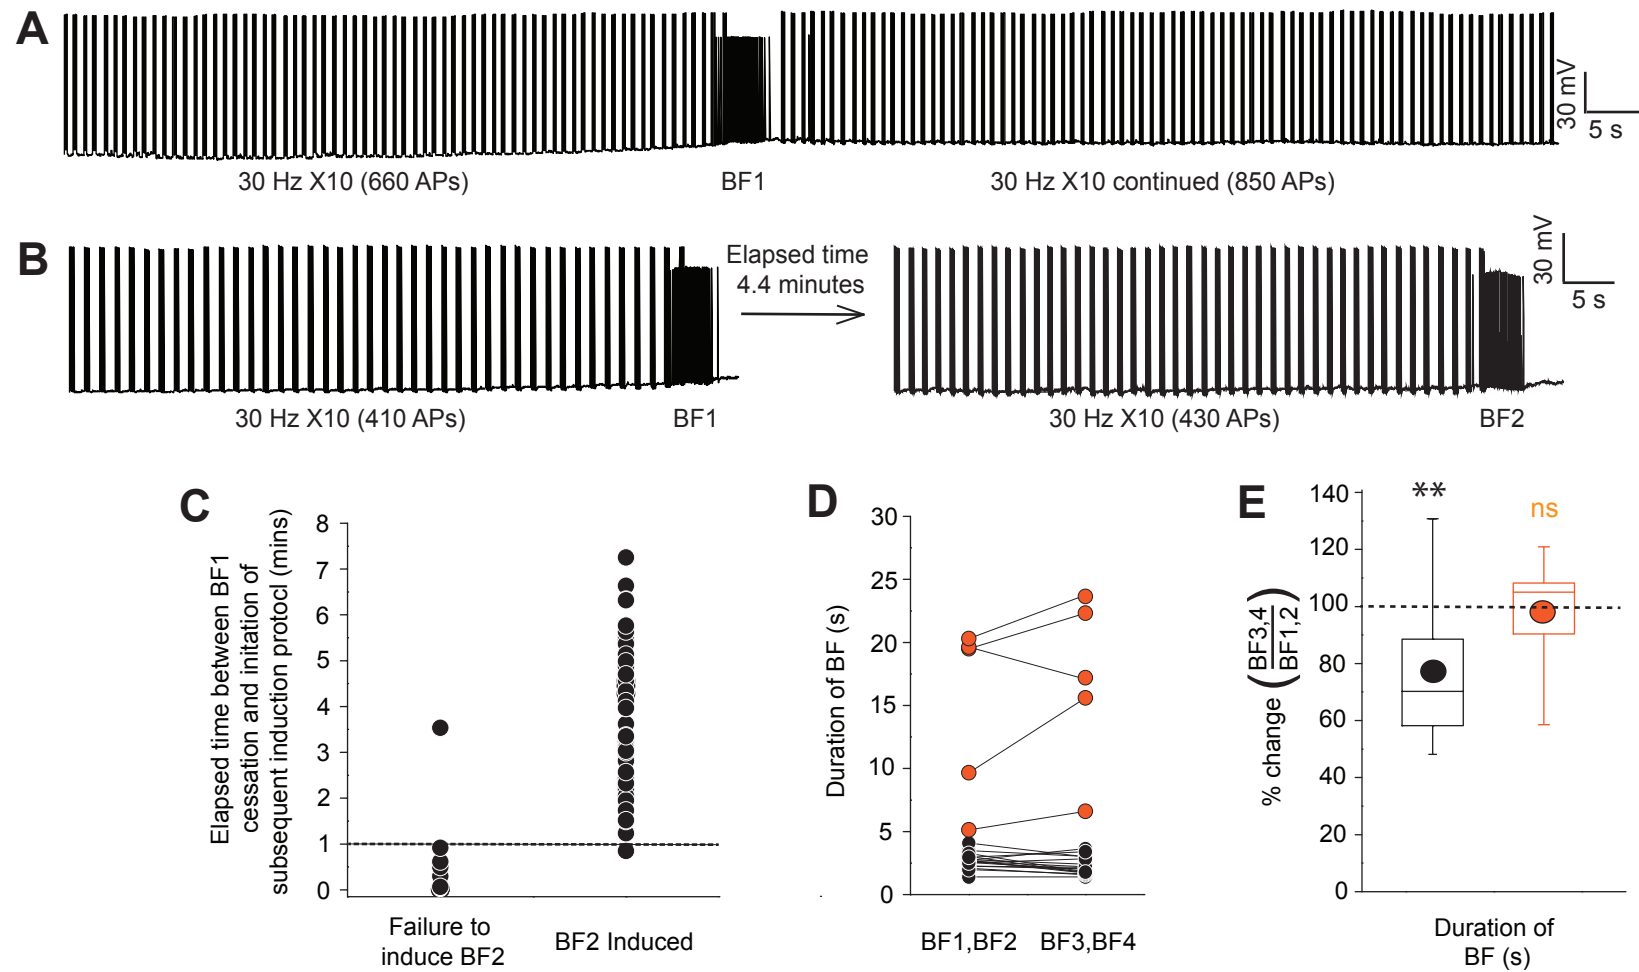 A
30 mV
5 s
30 Hz X10 (660 APs)
BF1
30 Hz X10 continued (850 APs)
B
Elapsed time
4.4 minutes
30 mV
5 s
30 Hz X10 (410 APs)
BF1
30 Hz X10 (430 APs)
BF2
C
Elapsed time between BF1
cessation and initation of
subsequent induction protocl (mins)
8
7
6
5
4
3
2
1
0
Failure to
induce BF2
BF2 Induced
D
Duration of BF (s)
30
25
20
15
10
5
0
BF1,BF2
BF3,BF4
E
% change (BF3,4
BF1,2)
140
120
100
80
60
40
20
0
**
ns
Duration of
BF (s)